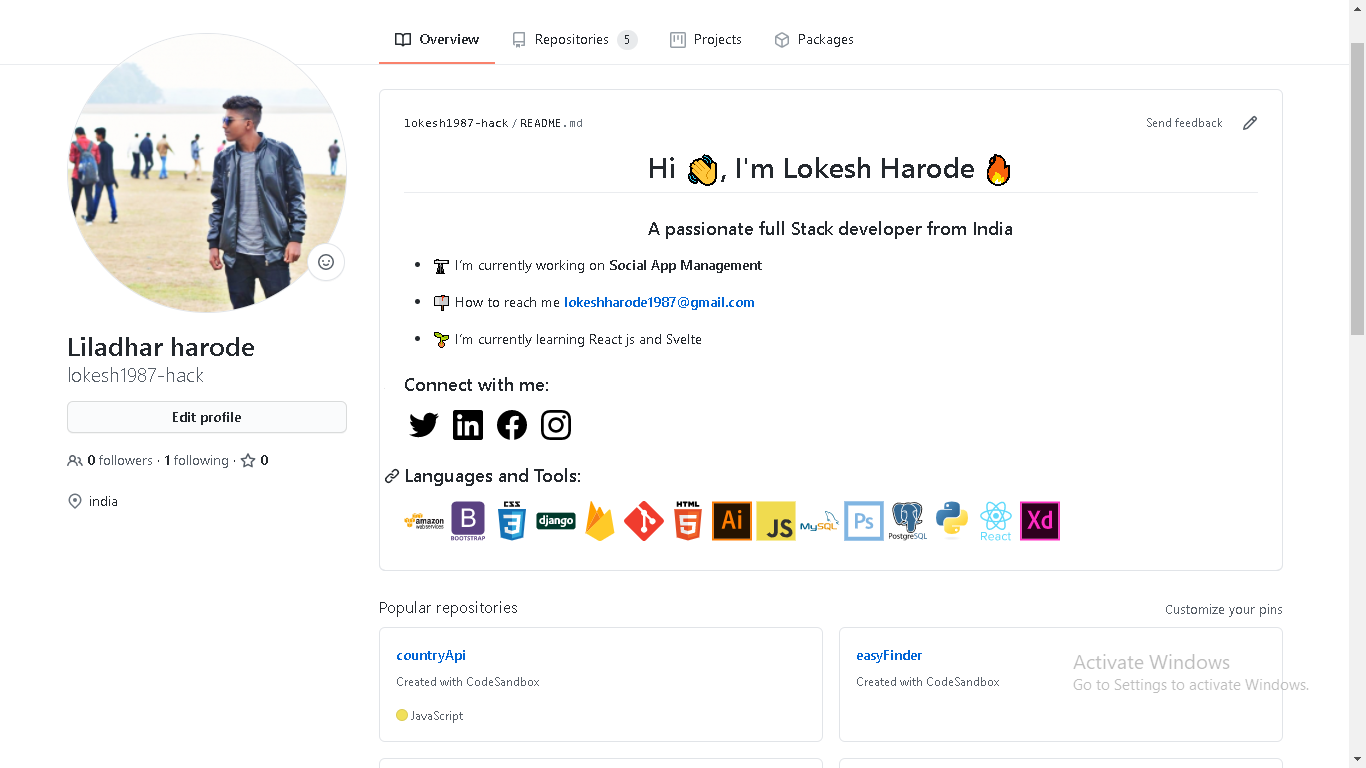 Overview
Repositories 5
Projects
Packages
Liladhar harode
lokesh1987-hack
Edit profile
0 followers · 1 following · 0
india
lokesh1987-hack / README.md
Send feedback
Hi 👋, I'm Lokesh Harode 🔥
A passionate full Stack developer from India
• I’m currently working on Social App Management
• 📫 How to reach me lokeshharode1987@gmail.com
• 🌱 I’m currently learning React js and Svelte
Connect with me:
Languages and Tools:
amazon
webservices
B
BOOTSTRAP
CSS
3
django
HTML
5
Ai
JS
MySQL
Ps
PostgreSQL
React
Xd
Popular repositories
Customize your pins
countryApi
Created with CodeSandbox
JavaScript
easyFinder
Created with CodeSandbox
Activate Windows
Go to Settings to activate Windows.